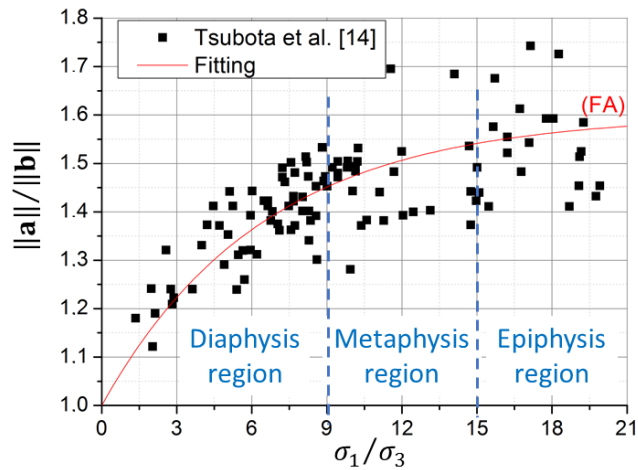 Tsubota et al. [14]
Fitting
(FA)
1.8
1.7
1.6
1.5
1.4
1.3
1.2
1.1
1.0
||a||/||b||
Diaphysis region
Metaphysis region
Epiphysis region
0 3 6 9 12 15 18 21
σ₁/σ₃